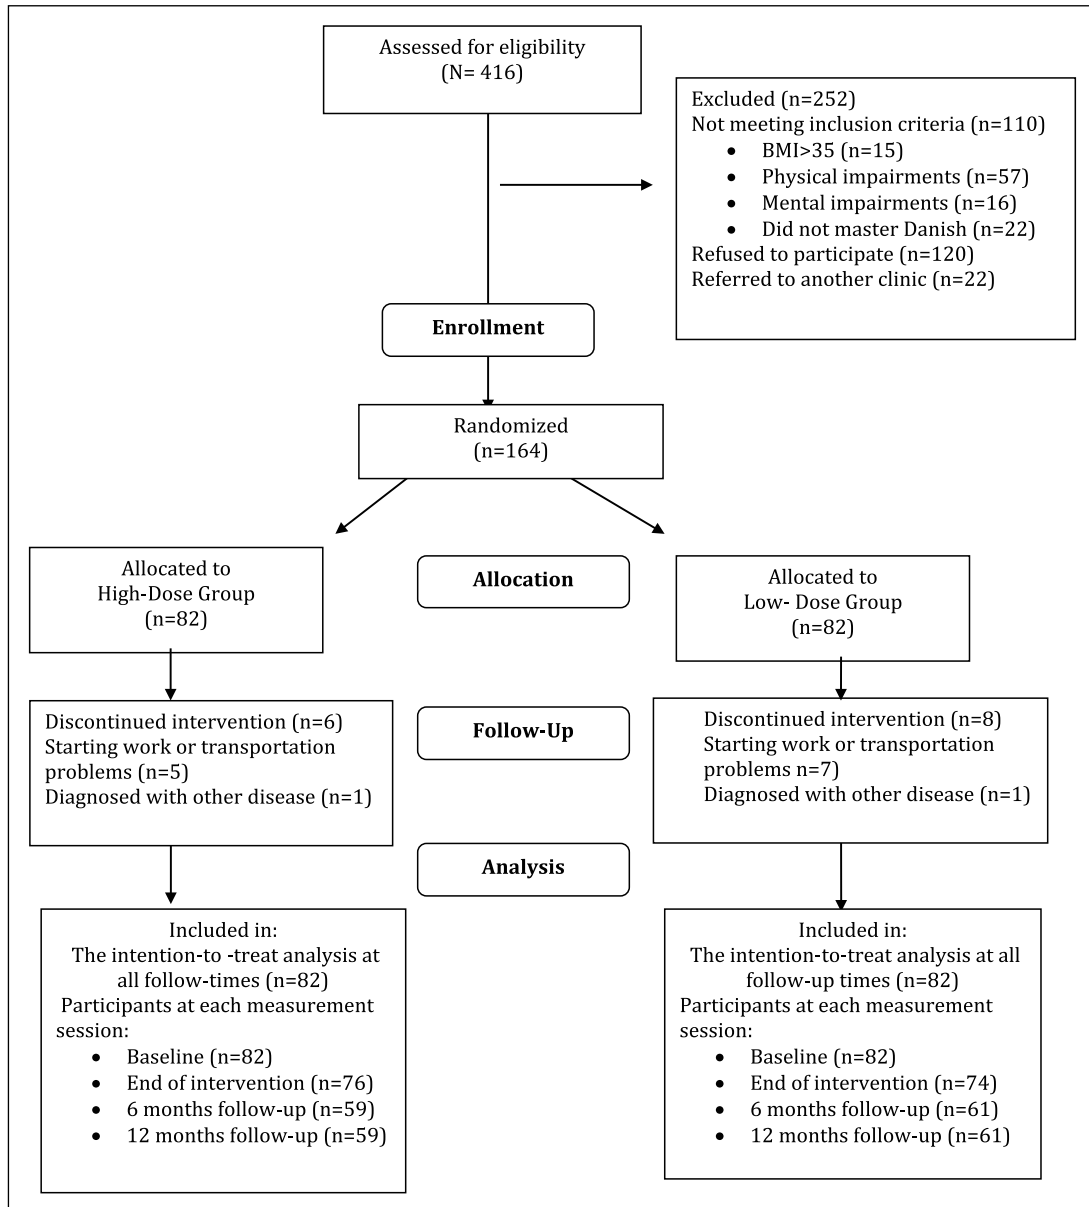 Assessed for eligibility
(N= 416)
Excluded (n=252)
Not meeting inclusion criteria (n=110)
• BMI>35 (n=15)
• Physical impairments (n=57)
• Mental impairments (n=16)
• Did not master Danish (n=22)
Refused to participate (n=120)
Referred to another clinic (n=22)
Enrollment
Randomized
(n=164)
Allocated to
High-Dose Group
(n=82)
Allocation
Allocated to
Low- Dose Group
(n=82)
Discontinued intervention (n=6)
Starting work or transportation
problems (n=5)
Diagnosed with other disease (n=1)
Follow-Up
Discontinued intervention (n=8)
Starting work or transportation
problems n=7)
Diagnosed with other disease (n=1)
Analysis
Included in:
The intention-to -treat analysis at
all follow-times (n=82)
Participants at each measurement
session:
• Baseline (n=82)
• End of intervention (n=76)
• 6 months follow-up (n=59)
• 12 months follow-up (n=59)
Included in:
The intention-to-treat analysis at all
follow-up times (n=82)
Participants at each measurement
session:
• Baseline (n=82)
• End of intervention (n=74)
• 6 months follow-up (n=61)
• 12 months follow-up (n=61)